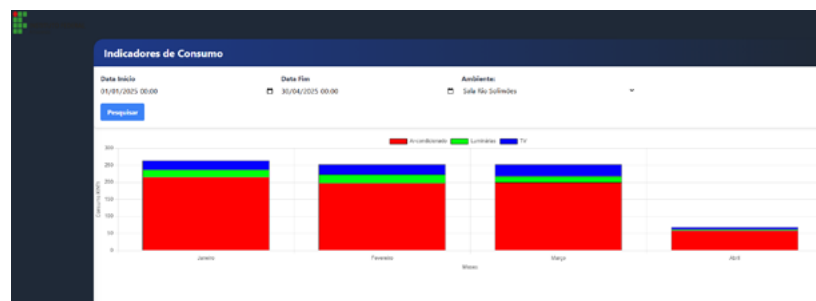 Indicadores de Consumo
Data Início Data Fim Ambiente:
01/01/2025 00:00 30/04/2025 00:00 Sala Rio Solimões
Pesquisar
Ar-condicionado Luminárias TV
300
250
200
150
100
50
0
Consumo (kWh)
Janeiro Fevereiro Março Abril
Meses